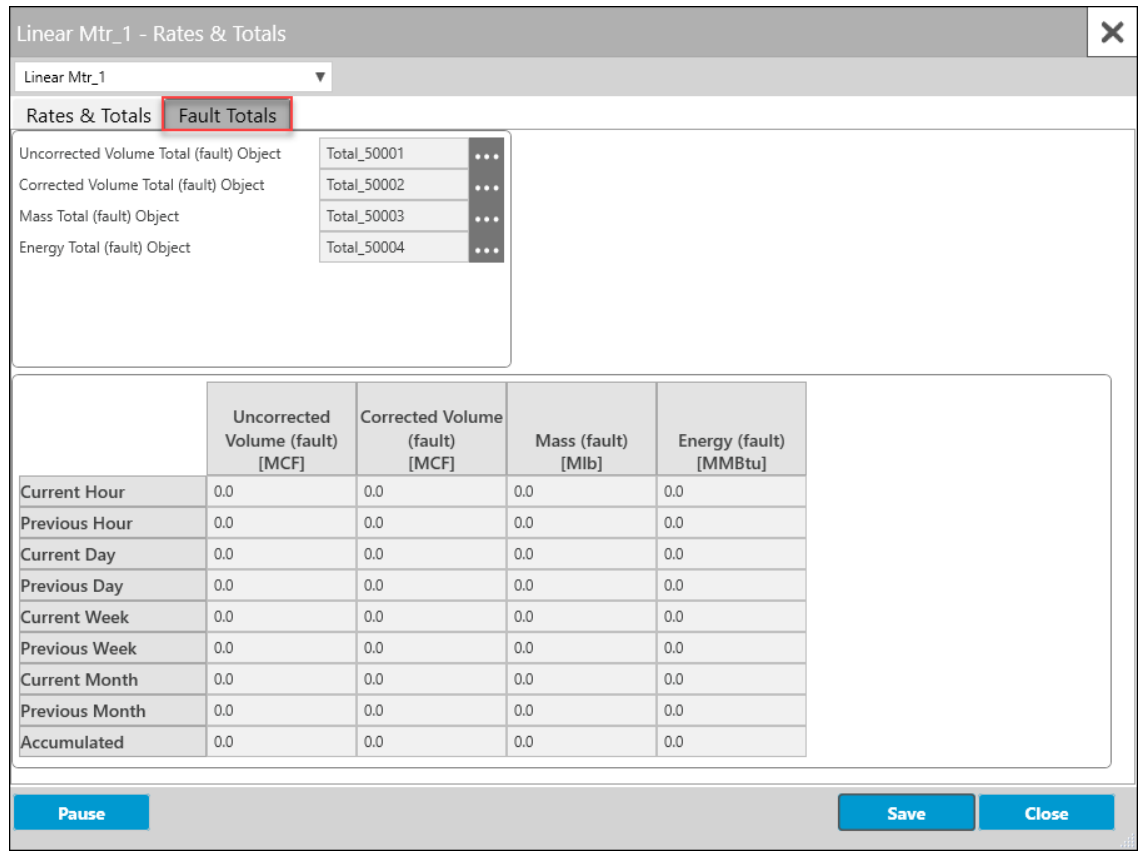 Linear Mtr_1 - Rates & Totals
Linear Mtr_1
Rates & Totals Fault Totals
Uncorrected Volume Total (fault) Object Total_50001
Corrected Volume Total (fault) Object Total_50002
Mass Total (fault) Object Total_50003
Energy Total (fault) Object Total_50004
Uncorrected Volume (fault) [MCF] Corrected Volume (fault) [MCF] Mass (fault) [Mlb] Energy (fault) [MMBtu]
Current Hour 0.0 0.0 0.0 0.0
Previous Hour 0.0 0.0 0.0 0.0
Current Day 0.0 0.0 0.0 0.0
Previous Day 0.0 0.0 0.0 0.0
Current Week 0.0 0.0 0.0 0.0
Previous Week 0.0 0.0 0.0 0.0
Current Month 0.0 0.0 0.0 0.0
Previous Month 0.0 0.0 0.0 0.0
Accumulated 0.0 0.0 0.0 0.0
Pause Save Close